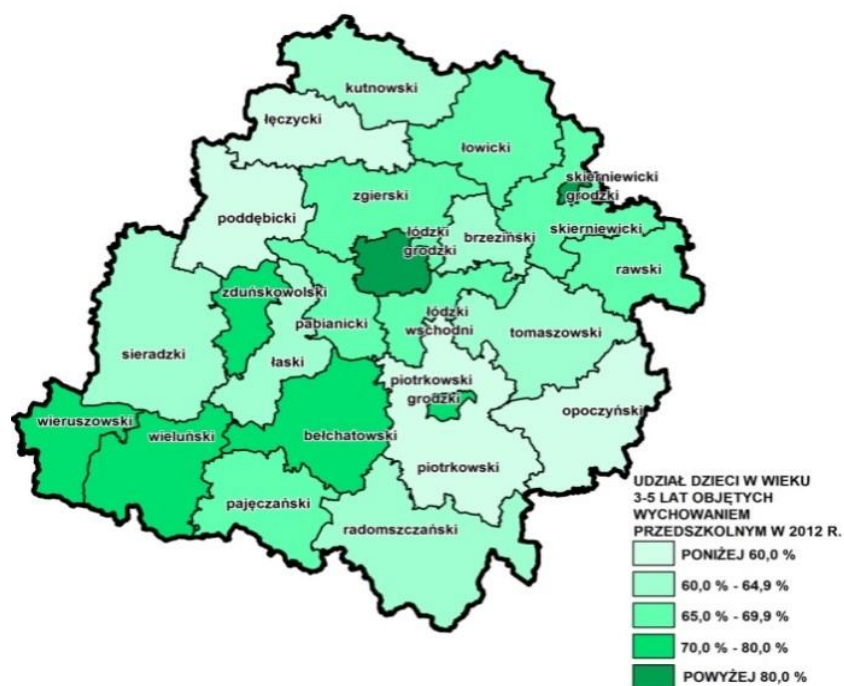 kutnowski
łęczycki
łowicki
skierniewicki
grodzki
zgierski
poddębicki
łódzki
grodzki
brzeziński
skierniewicki
rawski
zduńskowolski
pabianicki
łódzki
wschodni
tomaszowski
sieradzki
łaski
piotrkowski
grodzki
opoczyński
wieruszowski
wieluński
bełchatowski
piotrkowski
pajęczański
radomszczański
UDZIAŁ DZIECI W WIEKU
3-5 LAT OBJĘTYCH
WYCHOWANIEM
PRZEDSZKOLNYM W 2012 R.
PONIŻEJ 60,0 %
60,0 % - 64,9 %
65,0 % - 69,9 %
70,0 % - 80,0 %
POWYŻEJ 80,0 %